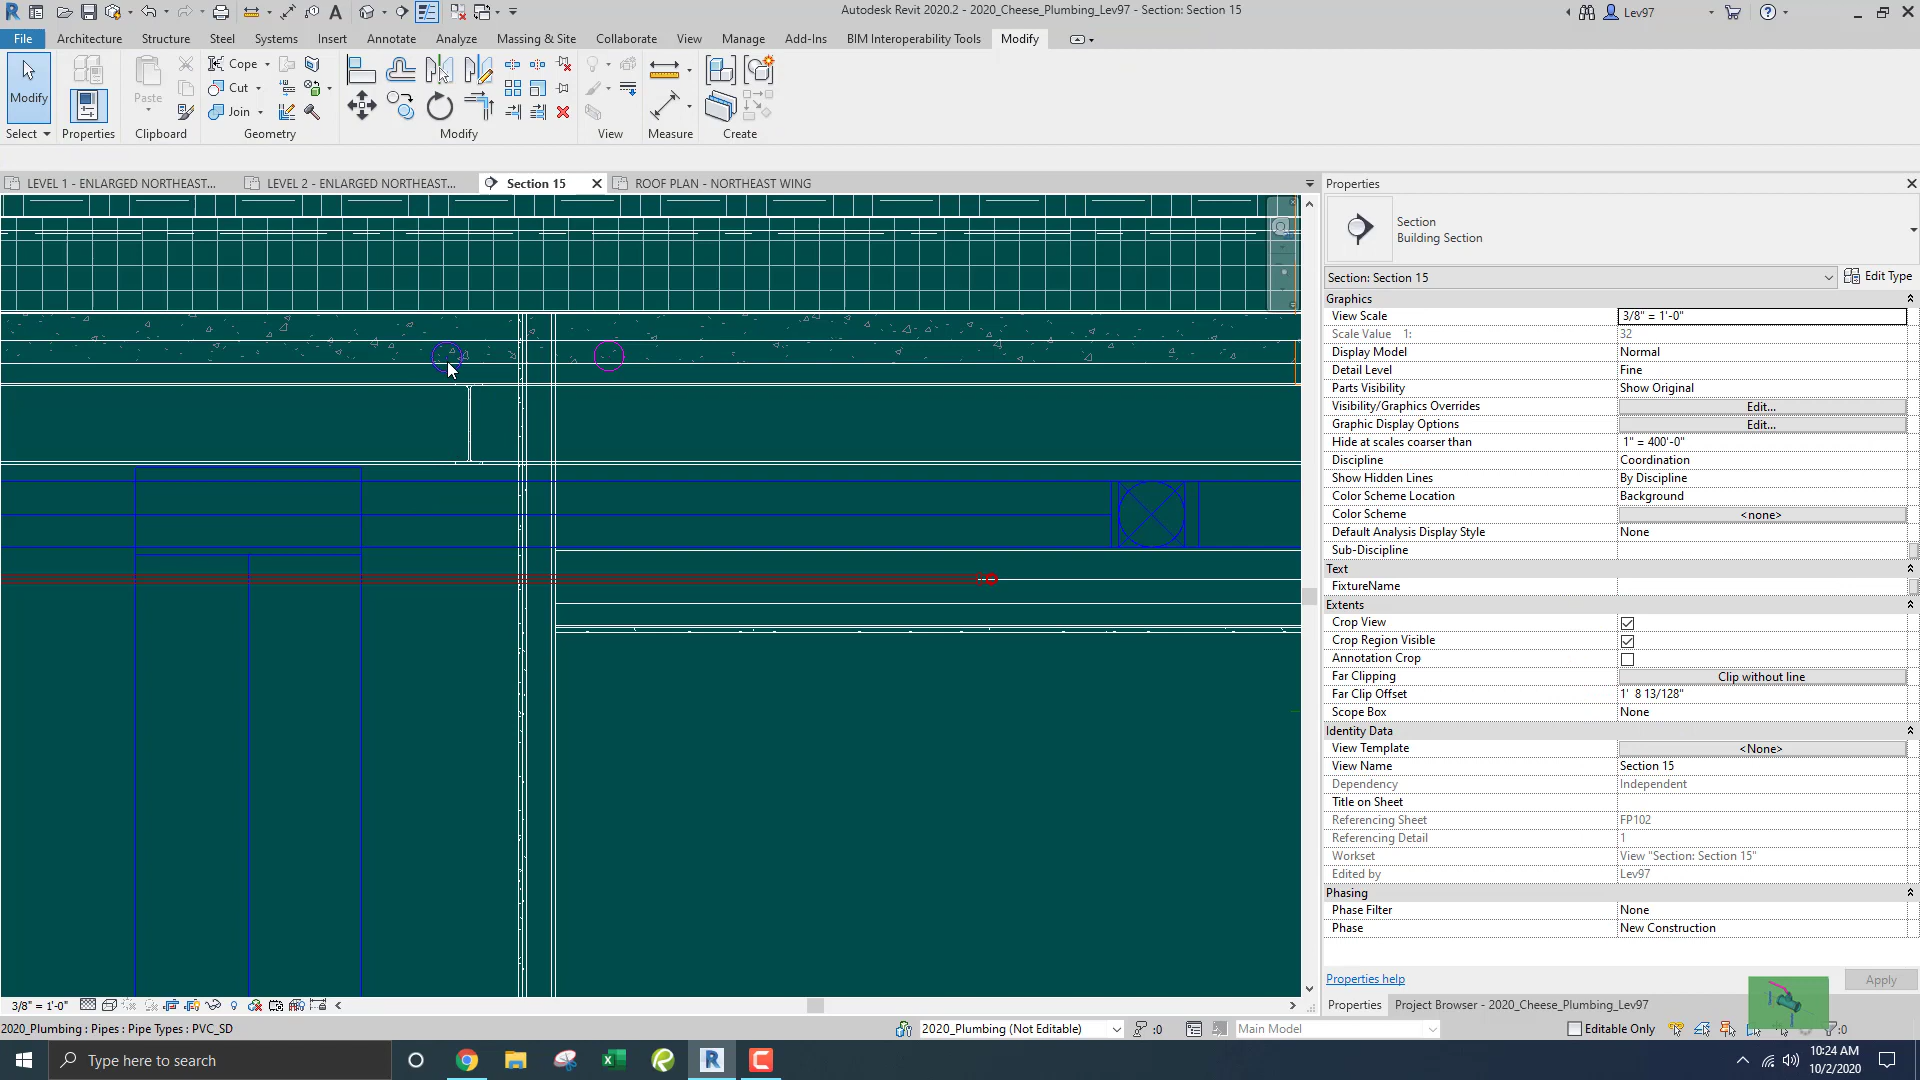 Autodesk Revit 2020.2 - 2020_Cheese_Plumbing_Lev97 - Section: Section 15
Lev97
File Architecture Structure Steel Systems Insert Annotate Analyze Massing & Site Collaborate View Manage Add-Ins BIM Interoperability Tools Modify
Modify
Paste
Cope
Cut
Join
Select Properties Clipboard Geometry Modify View Measure Create
LEVEL 1 - ENLARGED NORTHEAST... LEVEL 2 - ENLARGED NORTHEAST... Section 15 ROOF PLAN - NORTHEAST WING
Properties
Section
Building Section
Section: Section 15 Edit Type
Graphics
View Scale 3/8" = 1'-0"
Scale Value 1: 32
Display Model Normal
Detail Level Fine
Parts Visibility Show Original
Visibility/Graphics Overrides Edit...
Graphic Display Options Edit...
Hide at scales coarser than 1" = 400'-0"
Discipline Coordination
Show Hidden Lines By Discipline
Color Scheme Location Background
Color Scheme <none>
Default Analysis Display Style None
Sub-Discipline
Text
FixtureName
Extents
Crop View
Crop Region Visible
Annotation Crop
Far Clipping Clip without line
Far Clip Offset 1' 8 13/128"
Scope Box None
Identity Data
View Template <None>
View Name Section 15
Dependency Independent
Title on Sheet
Referencing Sheet FP102
Referencing Detail 1
Workset View "Section: Section 15"
Edited by Lev97
Phasing
Phase Filter None
Phase New Construction
Properties help Apply
3/8" = 1'-0"
Properties Project Browser - 2020_Cheese_Plumbing_Lev97
2020_Plumbing : Pipes : Pipe Types : PVC_SD 2020_Plumbing (Not Editable) :0 Main Model Editable Only :0
Type here to search
10:24 AM
10/2/2020